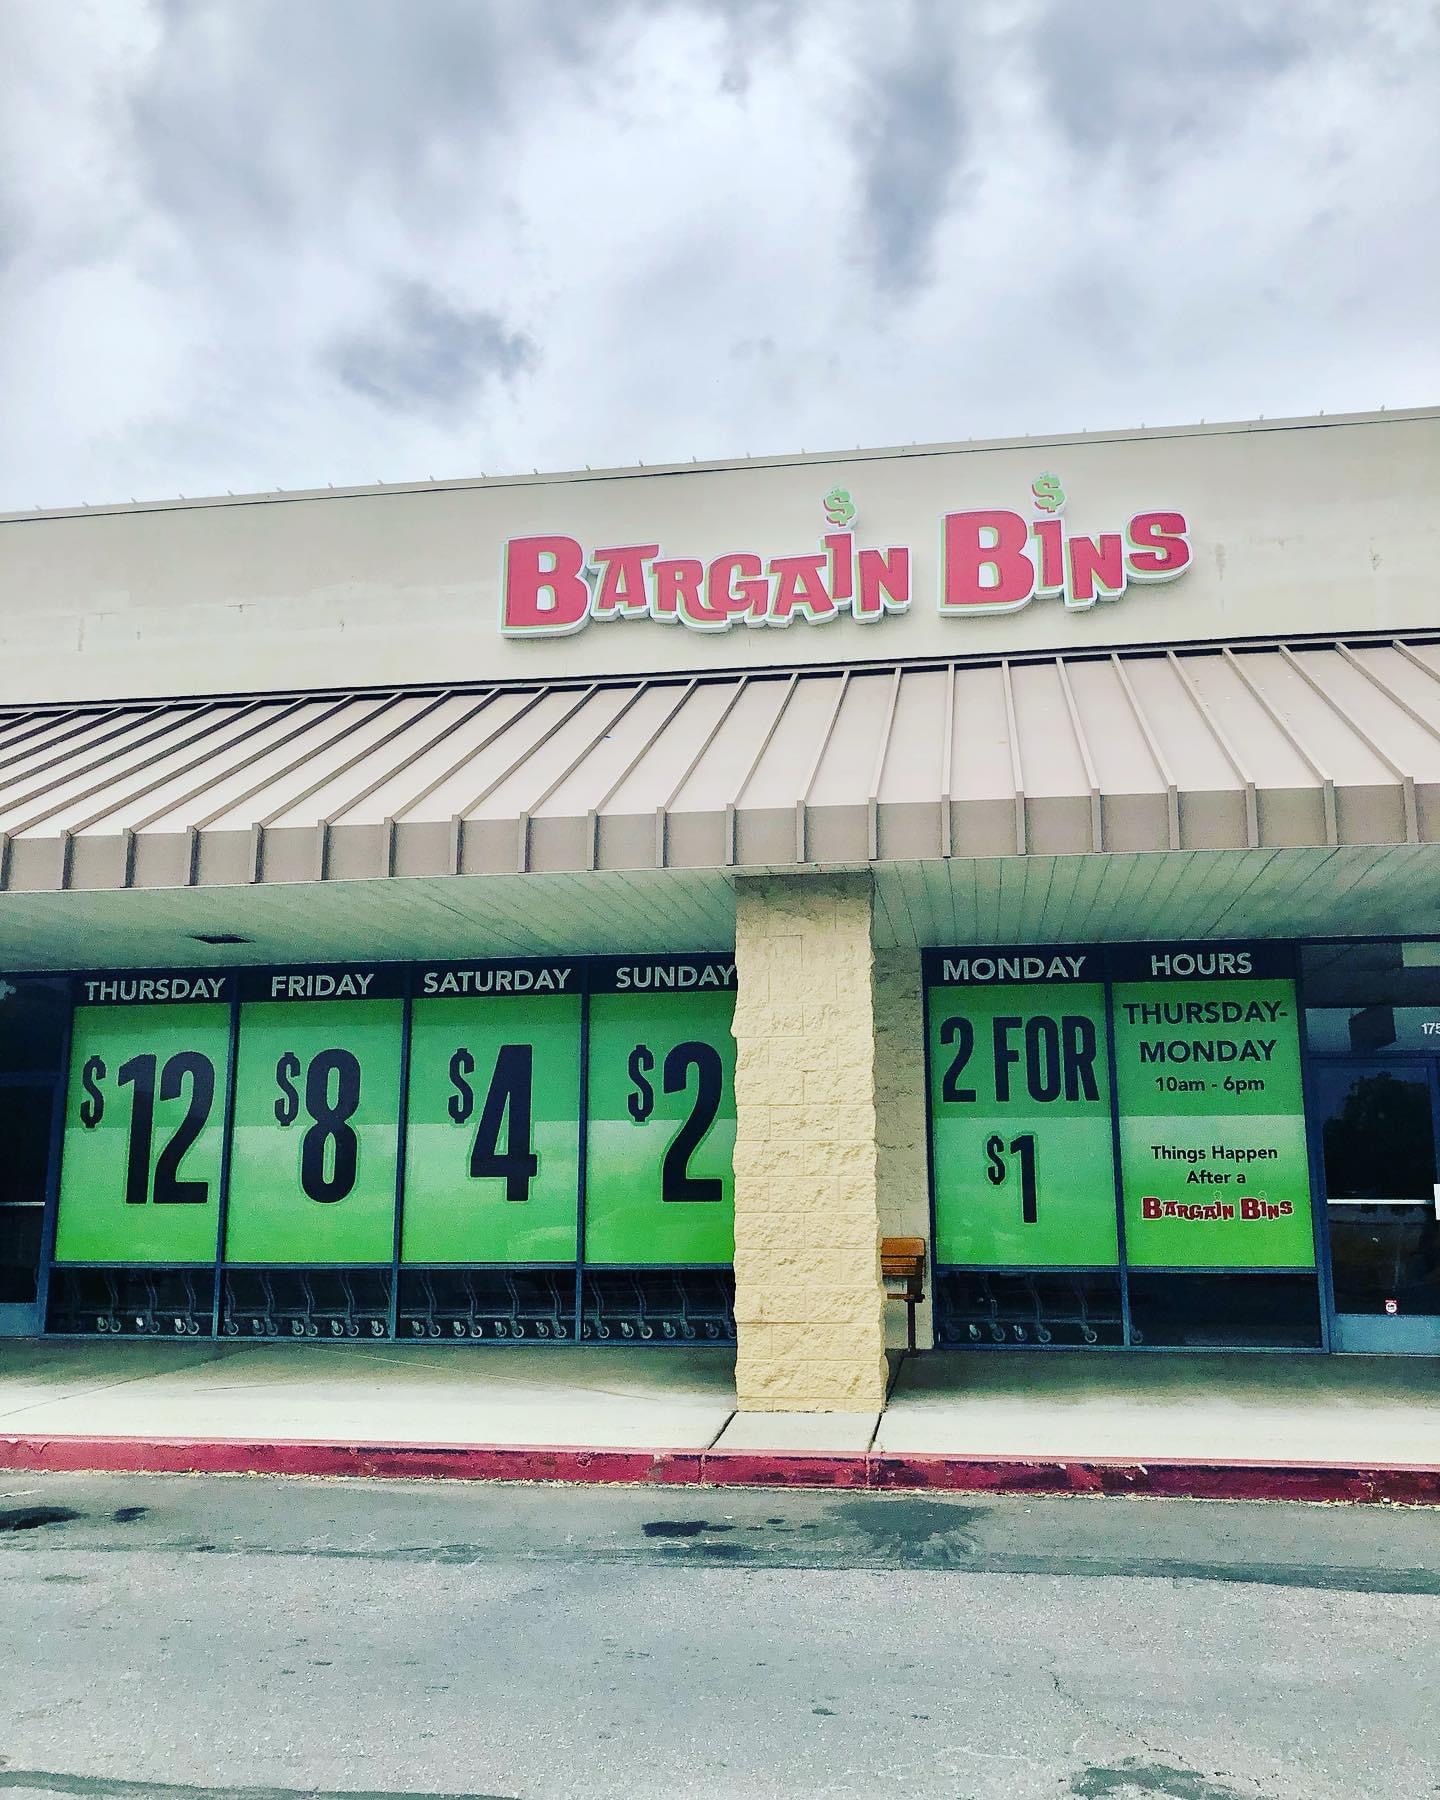 BARGAIN BINS
THURSDAY
$12
FRIDAY
$8
SATURDAY
$4
SUNDAY
$2
MONDAY
2 FOR
$1
HOURS
THURSDAY-
MONDAY
10am - 6pm
Things Happen
After a
BARGAIN BINS